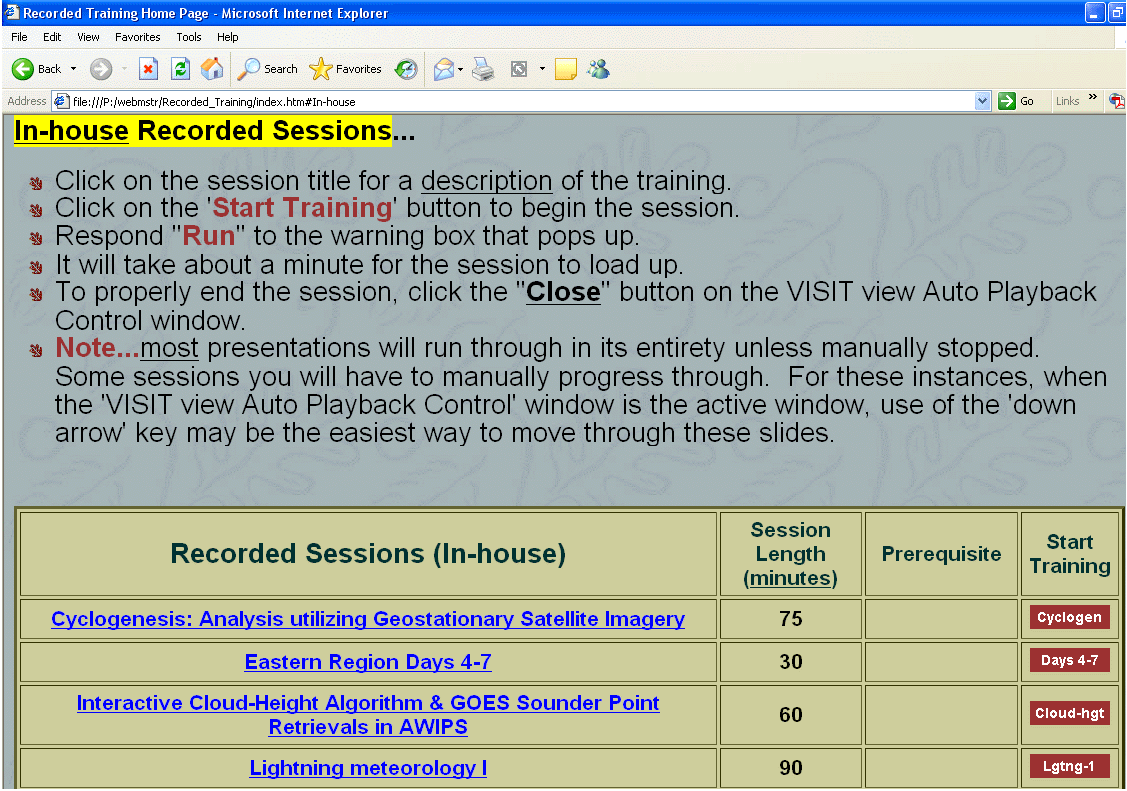 Recorded Training Home Page - Microsoft Internet Explorer
File Edit View Favorites Tools Help
Back Search Favorites
Address file:///P:/webmstr/Recorded_Training/index.htm#In-house Go Links »
In-house Recorded Sessions...
Click on the session title for a description of the training.
Click on the 'Start Training' button to begin the session.
Respond "Run" to the warning box that pops up.
It will take about a minute for the session to load up.
To properly end the session, click the "Close" button on the VISIT view Auto Playback
Control window.
Note...most presentations will run through in its entirety unless manually stopped.
Some sessions you will have to manually progress through. For these instances, when
the 'VISIT view Auto Playback Control' window is the active window, use of the 'down
arrow' key may be the easiest way to move through these slides.
Recorded Sessions (In-house)
Session
Length
(minutes)
Prerequisite
Start
Training
Cyclogenesis: Analysis utilizing Geostationary Satellite Imagery 75 Cyclogen
Eastern Region Days 4-7 30 Days 4-7
Interactive Cloud-Height Algorithm & GOES Sounder Point
Retrievals in AWIPS 60 Cloud-hgt
Lightning meteorology I 90 Lgtng-1